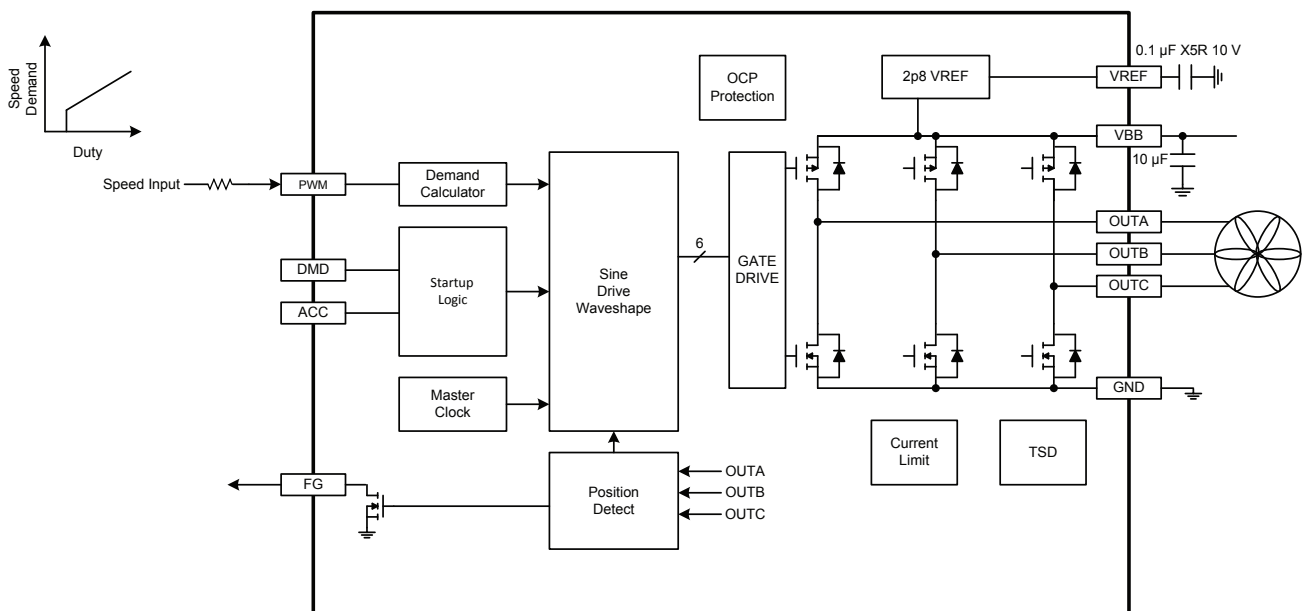 Speed
Demand
Duty
Speed Input
PWM
DMD
ACC
FG
Demand
Calculator
Startup
Logic
Master
Clock
Sine
Drive
Waveshape
Position
Detect
OUTA
OUTB
OUTC
6
GATE
DRIVE
OCP
Protection
2p8 VREF
Current
Limit
TSD
0.1 µF X5R 10 V
VREF
VBB
10 µF
OUTA
OUTB
OUTC
GND